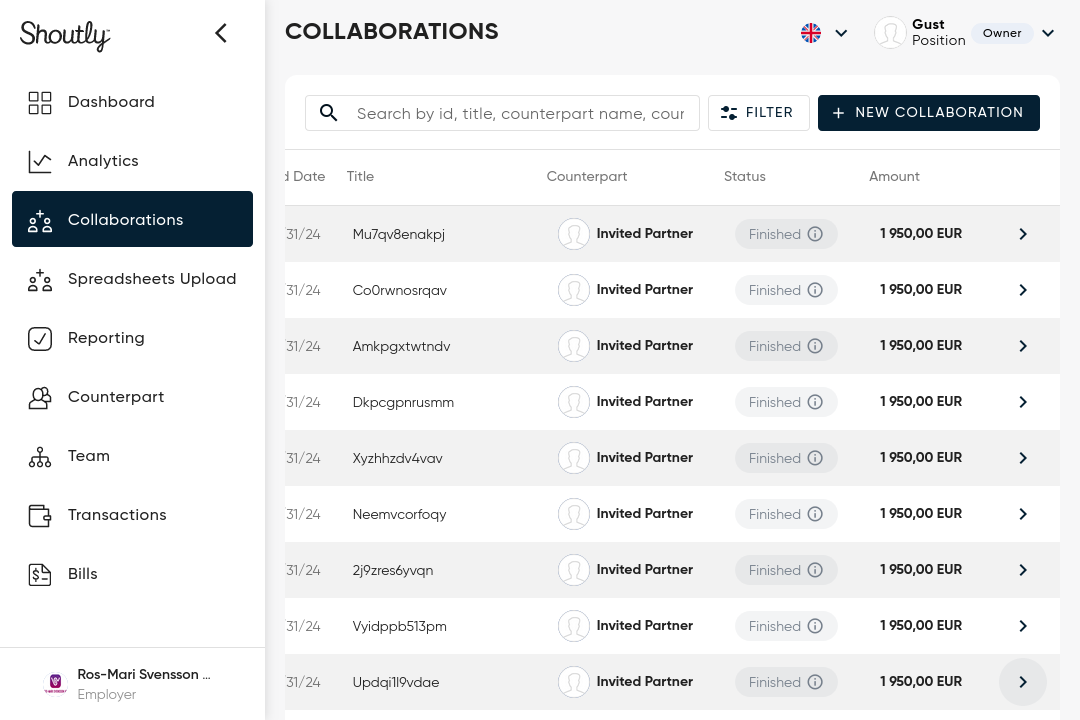 Shoutly
COLLABORATIONS
Gust
Position
Owner
Dashboard
Analytics
Collaborations
Spreadsheets Upload
Reporting
Counterpart
Team
Transactions
Bills
Ros-Mari Svensson ...
Employer
Search by id, title, counterpart name, cour
FILTER
+ NEW COLLABORATION
d Date Title Counterpart Status Amount
31/24 Mu7qv8enakpj Invited Partner Finished 1 950,00 EUR
31/24 Co0rwnosrqav Invited Partner Finished 1 950,00 EUR
31/24 Amkpgxtwtndv Invited Partner Finished 1 950,00 EUR
31/24 Dkpcgpnrusmm Invited Partner Finished 1 950,00 EUR
31/24 Xyzhhzdv4vav Invited Partner Finished 1 950,00 EUR
31/24 Neemvcorfoqy Invited Partner Finished 1 950,00 EUR
31/24 2j9zres6yvqn Invited Partner Finished 1 950,00 EUR
31/24 Vyidppb513pm Invited Partner Finished 1 950,00 EUR
31/24 Updqi1l9vdae Invited Partner Finished 1 950,00 EUR